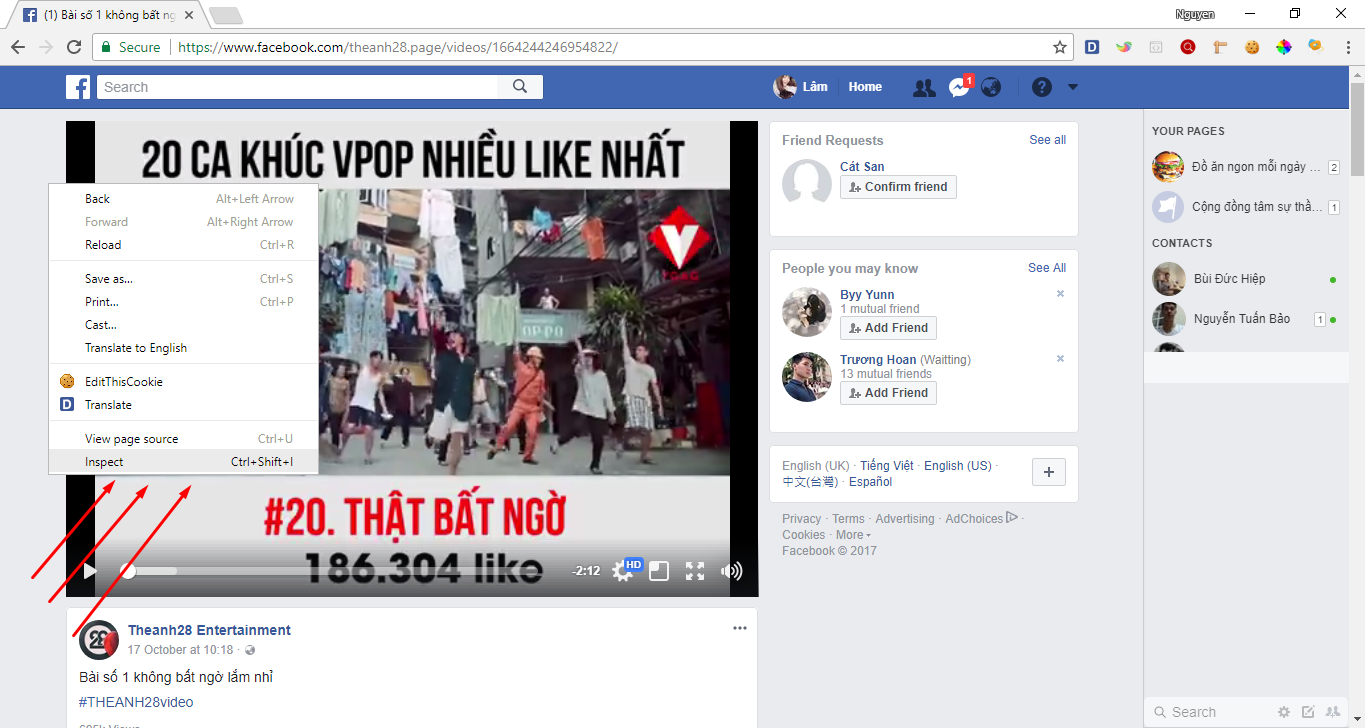 (1) Bài số 1 không bất ng
Nguyen
Secure
https://www.facebook.com/theanh28.page/videos/1664244246954822/
Search
Lâm
Home
1
20 CA KHÚC VPOP NHIỀU LIKE NHẤT
Back Alt+Left Arrow
Forward Alt+Right Arrow
Reload Ctrl+R
Save as... Ctrl+S
Print... Ctrl+P
Cast...
Translate to English
EditThisCookie
Translate
View page source Ctrl+U
Inspect Ctrl+Shift+I
#20. THẬT BẤT NGỜ
186.304 like
-2:12
HD
Theanh28 Entertainment
17 October at 10:18 ·
Bài số 1 không bất ngờ lắm nhỉ
#THEANH28video
Friend Requests See all
Cát San
Confirm friend
People you may know See All
Byy Yunn
1 mutual friend
Add Friend
Trương Hoan (Waitting)
13 mutual friends
Add Friend
English (UK) · Tiếng Việt · English (US) ·
中文(台灣) · Español
Privacy · Terms · Advertising · AdChoices ·
Cookies · More
Facebook © 2017
YOUR PAGES
Đồ ăn ngon mỗi ngày ... 2
Cộng đồng tâm sự thầ... 1
CONTACTS
Bùi Đức Hiệp
Nguyễn Tuấn Bảo 1
Search